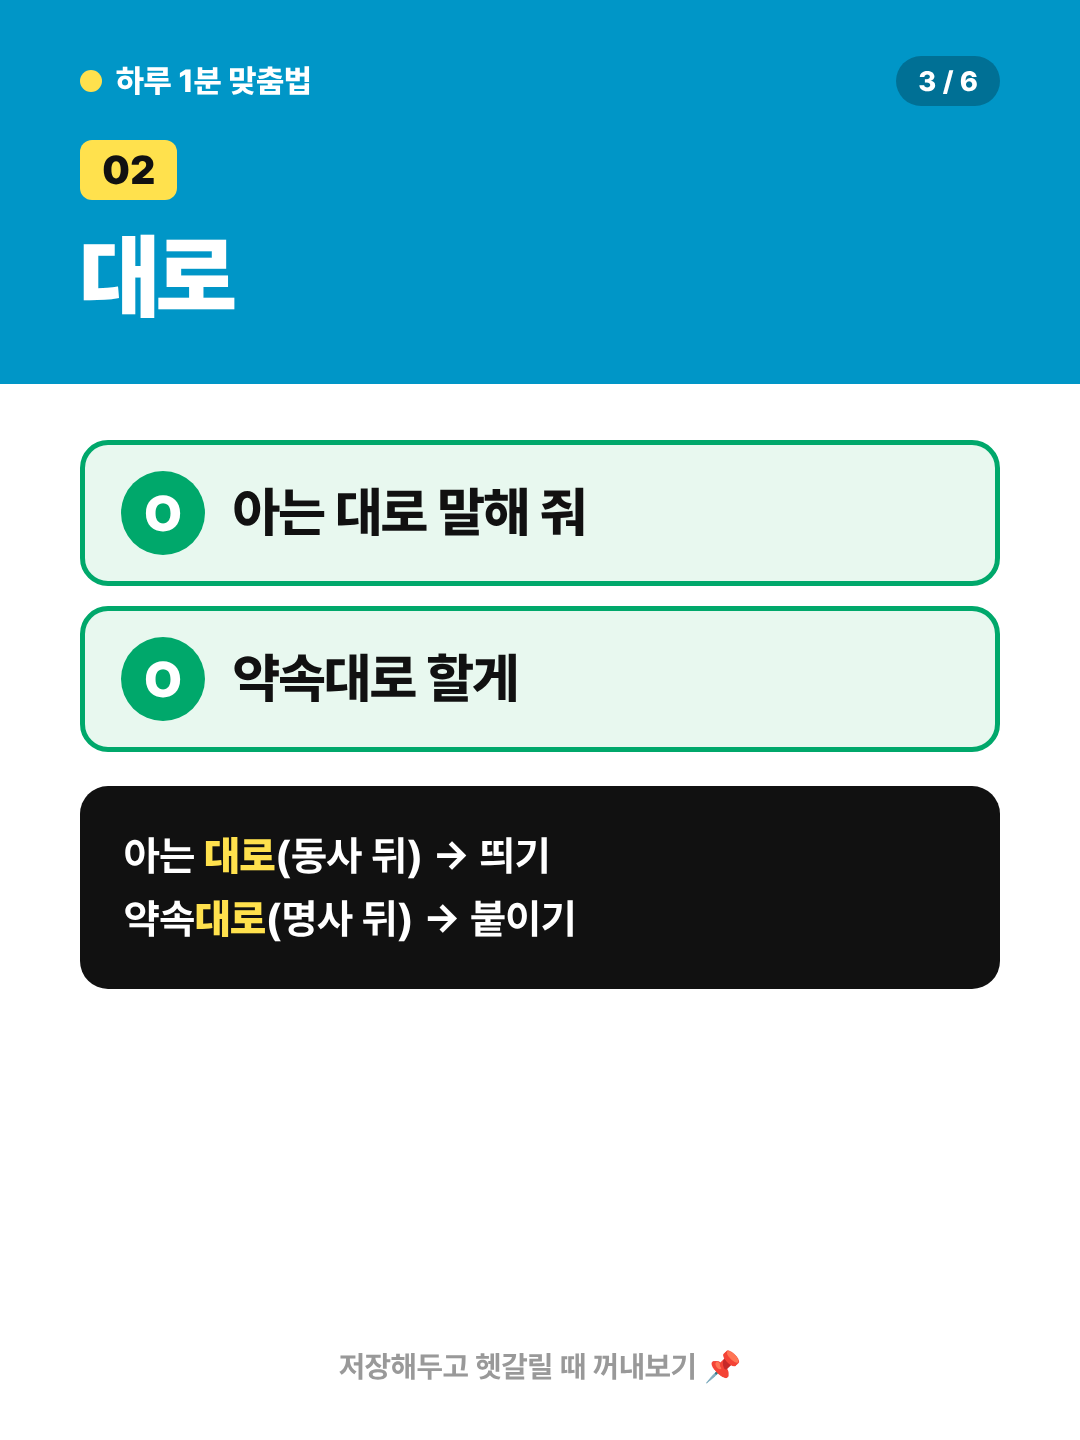 하루 1분 맞춤법
3 / 6
02
대로
O 아는 대로 말해 줘
O 약속대로 할게
아는 대로(동사 뒤) → 띄기
약속대로(명사 뒤) → 붙이기
저장해두고 헷갈릴 때 꺼내보기 📌